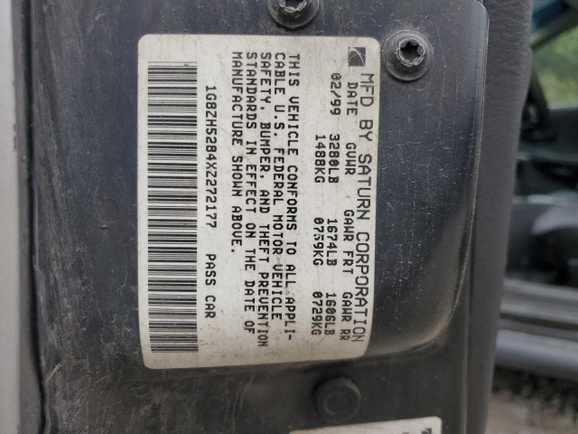 MFD BY SATURN CORPORATION
DATE GVWR GAWR FRT GAWR RR
02/99 3280LB 1674LB 1606LB
1488KG 0759KG 0729KG
THIS VEHICLE CONFORMS TO ALL APPLI-
CABLE U.S. FEDERAL MOTOR VEHICLE
SAFETY, BUMPER, AND THEFT PREVENTION
STANDARDS IN EFFECT ON THE DATE OF
MANUFACTURE SHOWN ABOVE.
1G8ZH5284XZ272177 PASS CAR